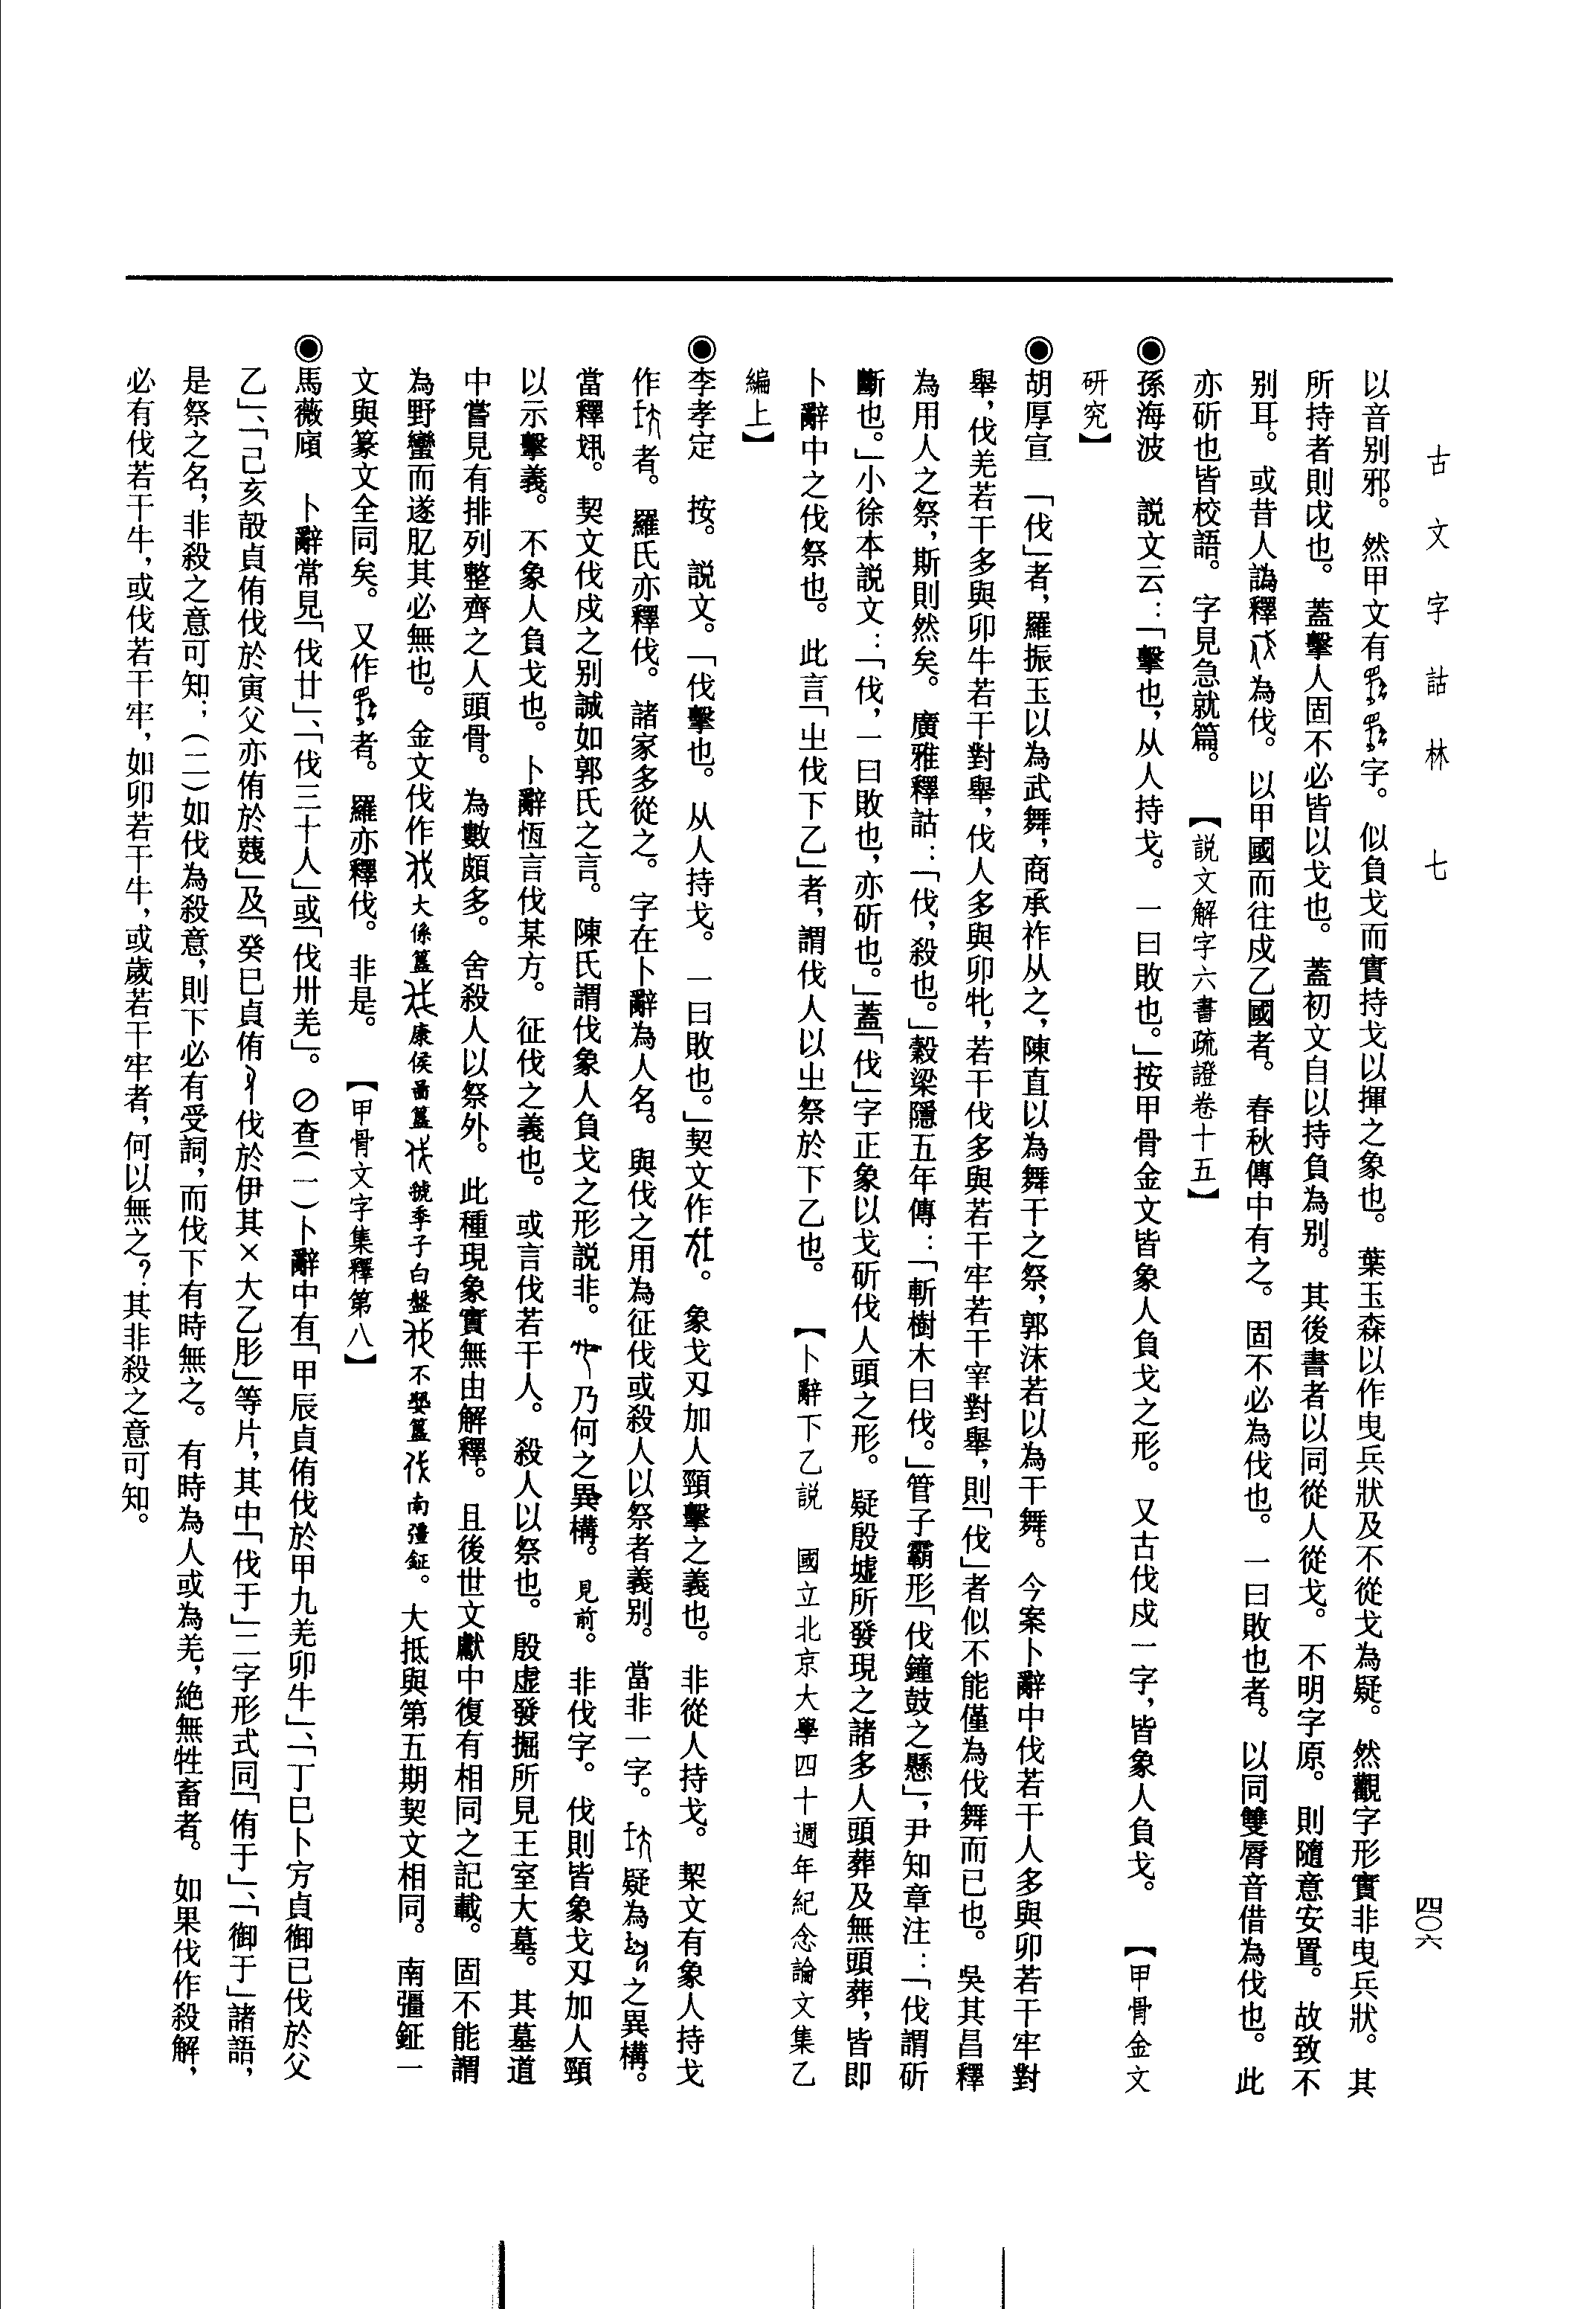 古文字詁林 七
四〇六
以音别邪。然甲文有字。似負戈而實持戈以揮之象也。葉玉森以作曳兵狀及不從戈為疑。然觀字形實非曳兵狀。其
所持者則戉也。蓋擊人固不必皆以戈也。蓋初文自以持負為别。其後書者以同從人從戈。不明字原。則隨意安置。故致不
别耳。或昔人譌釋為伐。以甲國而往戍乙國者。春秋傳中有之。固不必為伐也。一曰敗也者。以同雙脣音借為伐也。此
亦斫也皆校語。字見急就篇。【説文解字六書疏證卷十五】
◉孫海波 説文云：「擊也，从人持戈。一曰敗也。」按甲骨金文皆象人負戈之形。又古伐戍一字，皆象人負戈。【甲骨金文
研究】
◉胡厚宣 「伐」者，羅振玉以為武舞，商承祚从之，陳直以為舞干之祭，郭沫若以為干舞。今案卜辭中伐若干人多與卯若干牢對
舉，伐羌若干多與卯牛若干對舉，伐人多與卯牝，若干伐多與若干牢若干宰對舉，則「伐」者似不能僅為伐舞而已也。吳其昌釋
為用人之祭，斯則然矣。廣雅釋詁：「伐，殺也。」穀梁隱五年傳：「斬樹木曰伐。」管子霸形「伐鐘鼓之懸」，尹知章注：「伐謂斫
斷也。」小徐本説文：「伐，一曰敗也，亦斫也。」蓋「伐」字正象以戈斫伐人頭之形。疑殷墟所發現之諸多人頭葬及無頭葬，皆即
卜辭中之伐祭也。此言「㞢伐下乙」者，謂伐人以㞢祭於下乙也。【卜辭下乙説 國立北京大學四十週年紀念論文集乙
編上】
◉李孝定 按。説文。「伐擊也。从人持戈。一曰敗也。」契文作。象戈刄加人頸擊之義也。非從人持戈。契文有象人持戈
作者。羅氏亦釋伐。諸家多從之。字在卜辭為人名。與伐之用為征伐或殺人以祭者義别。當非一字。疑為之異構。
當釋𡖊。契文伐戍之别誠如郭氏之言。陳氏謂伐象人負戈之形説非。乃何之異構。見前。非伐字。伐則皆象戈刄加人頸
以示擊義。不象人負戈也。卜辭恆言伐某方。征伐之義也。或言伐若干人。殺人以祭也。殷虚發掘所見王室大墓。其墓道
中嘗見有排列整齊之人頭骨。為數頗多。舍殺人以祭外。此種現象實無由解釋。且後世文獻中復有相同之記載。固不能謂
為野蠻而遂肊其必無也。金文伐作大保簋康侯啚簋虢季子白盤不𡢁簋南彊鉦。大抵與第五期契文相同。南彊鉦一
文與篆文全同矣。又作者。羅亦釋伐。非是。【甲骨文字集釋第八】
◉馬薇廎 卜辭常見「伐廿」、「伐三十人」或「伐卅羌」。⊘查（一）卜辭中有「甲辰貞侑伐於甲九羌卯牛」、「丁巳卜㝉貞御已伐於父
乙」、「己亥㱿貞侑伐於寅父亦侑於蔑」及「癸巳貞侑伐於伊其×大乙肜」等片，其中「伐于」二字形式同「侑于」、「御于」諸語，
是祭之名，非殺之意可知；（二）如伐為殺意，則下必有受詞，而伐下有時無之。有時為人或為羌，絶無牲畜者。如果伐作殺解，
必有伐若干牛，或伐若干牢，如卯若干牛，或歲若干牢者，何以無之？其非殺之意可知。